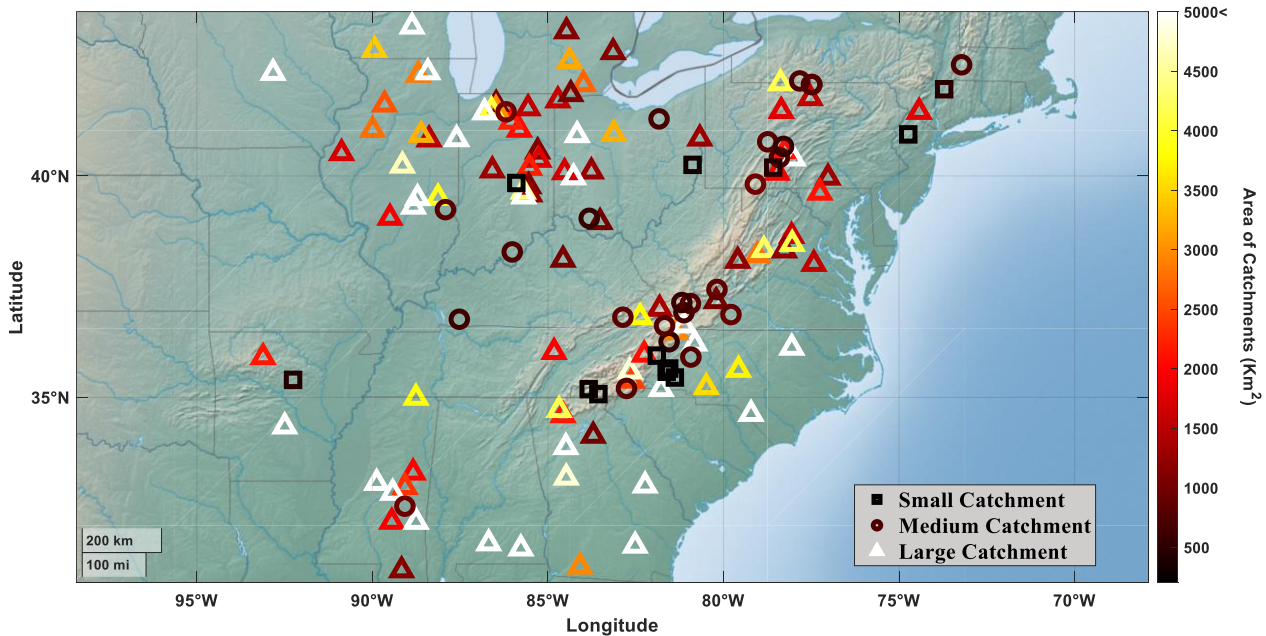 5000<
4500
4000
3500
3000
2500
2000
1500
1000
500
Area of Catchments (Km2)
40°N
35°N
Latitude
Small Catchment
Medium Catchment
Large Catchment
200 km
100 mi
95°W
90°W
85°W
80°W
75°W
70°W
Longitude